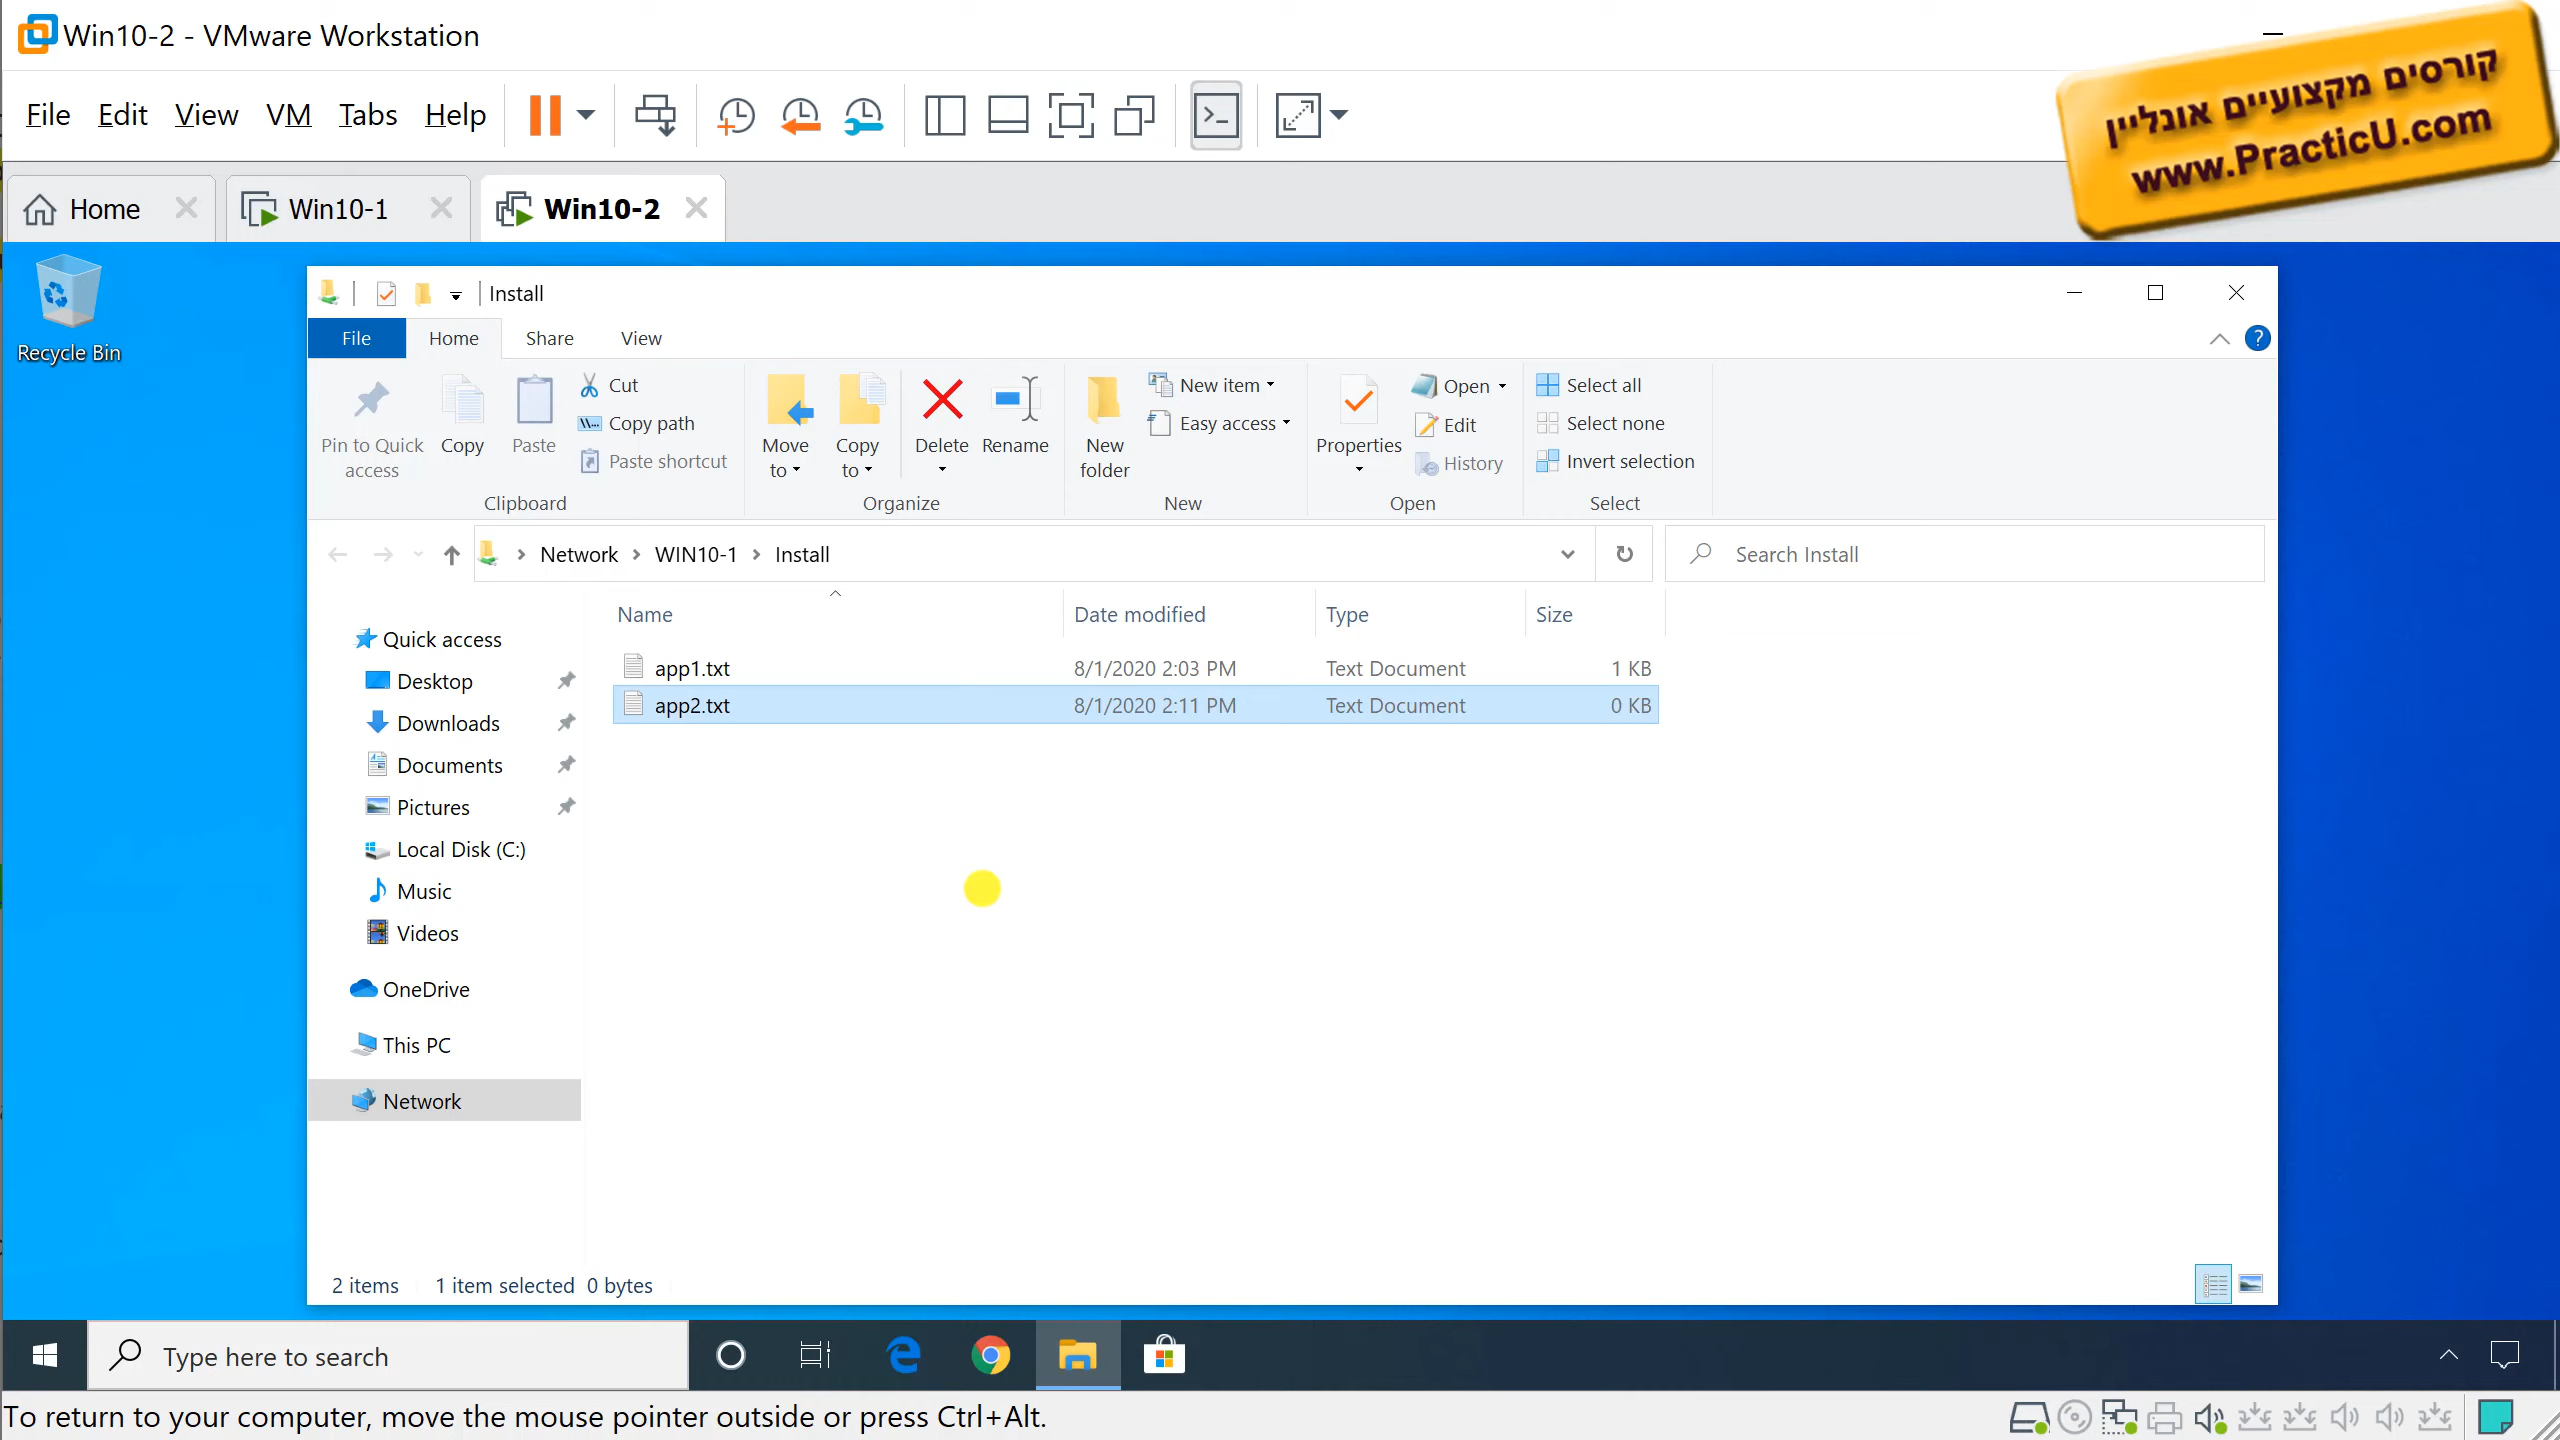 Win10-2 - VMware Workstation
קורסים מקצועיים אונליין
www.PracticU.com
File Edit View VM Tabs Help
Home Win10-1 Win10-2
Recycle Bin
Install
File Home Share View
Pin to Quick access
Copy
Paste
Cut
Copy path
Paste shortcut
Clipboard
Move to
Copy to
Delete
Rename
Organize
New folder
New item
Easy access
New
Properties
Open
Edit
History
Open
Select all
Select none
Invert selection
Select
Network WIN10-1 Install
Search Install
Quick access
Desktop
Downloads
Documents
Pictures
Local Disk (C:)
Music
Videos
OneDrive
This PC
Network
Name Date modified Type Size
app1.txt 8/1/2020 2:03 PM Text Document 1 KB
app2.txt 8/1/2020 2:11 PM Text Document 0 KB
2 items 1 item selected 0 bytes
Type here to search
To return to your computer, move the mouse pointer outside or press Ctrl+Alt.